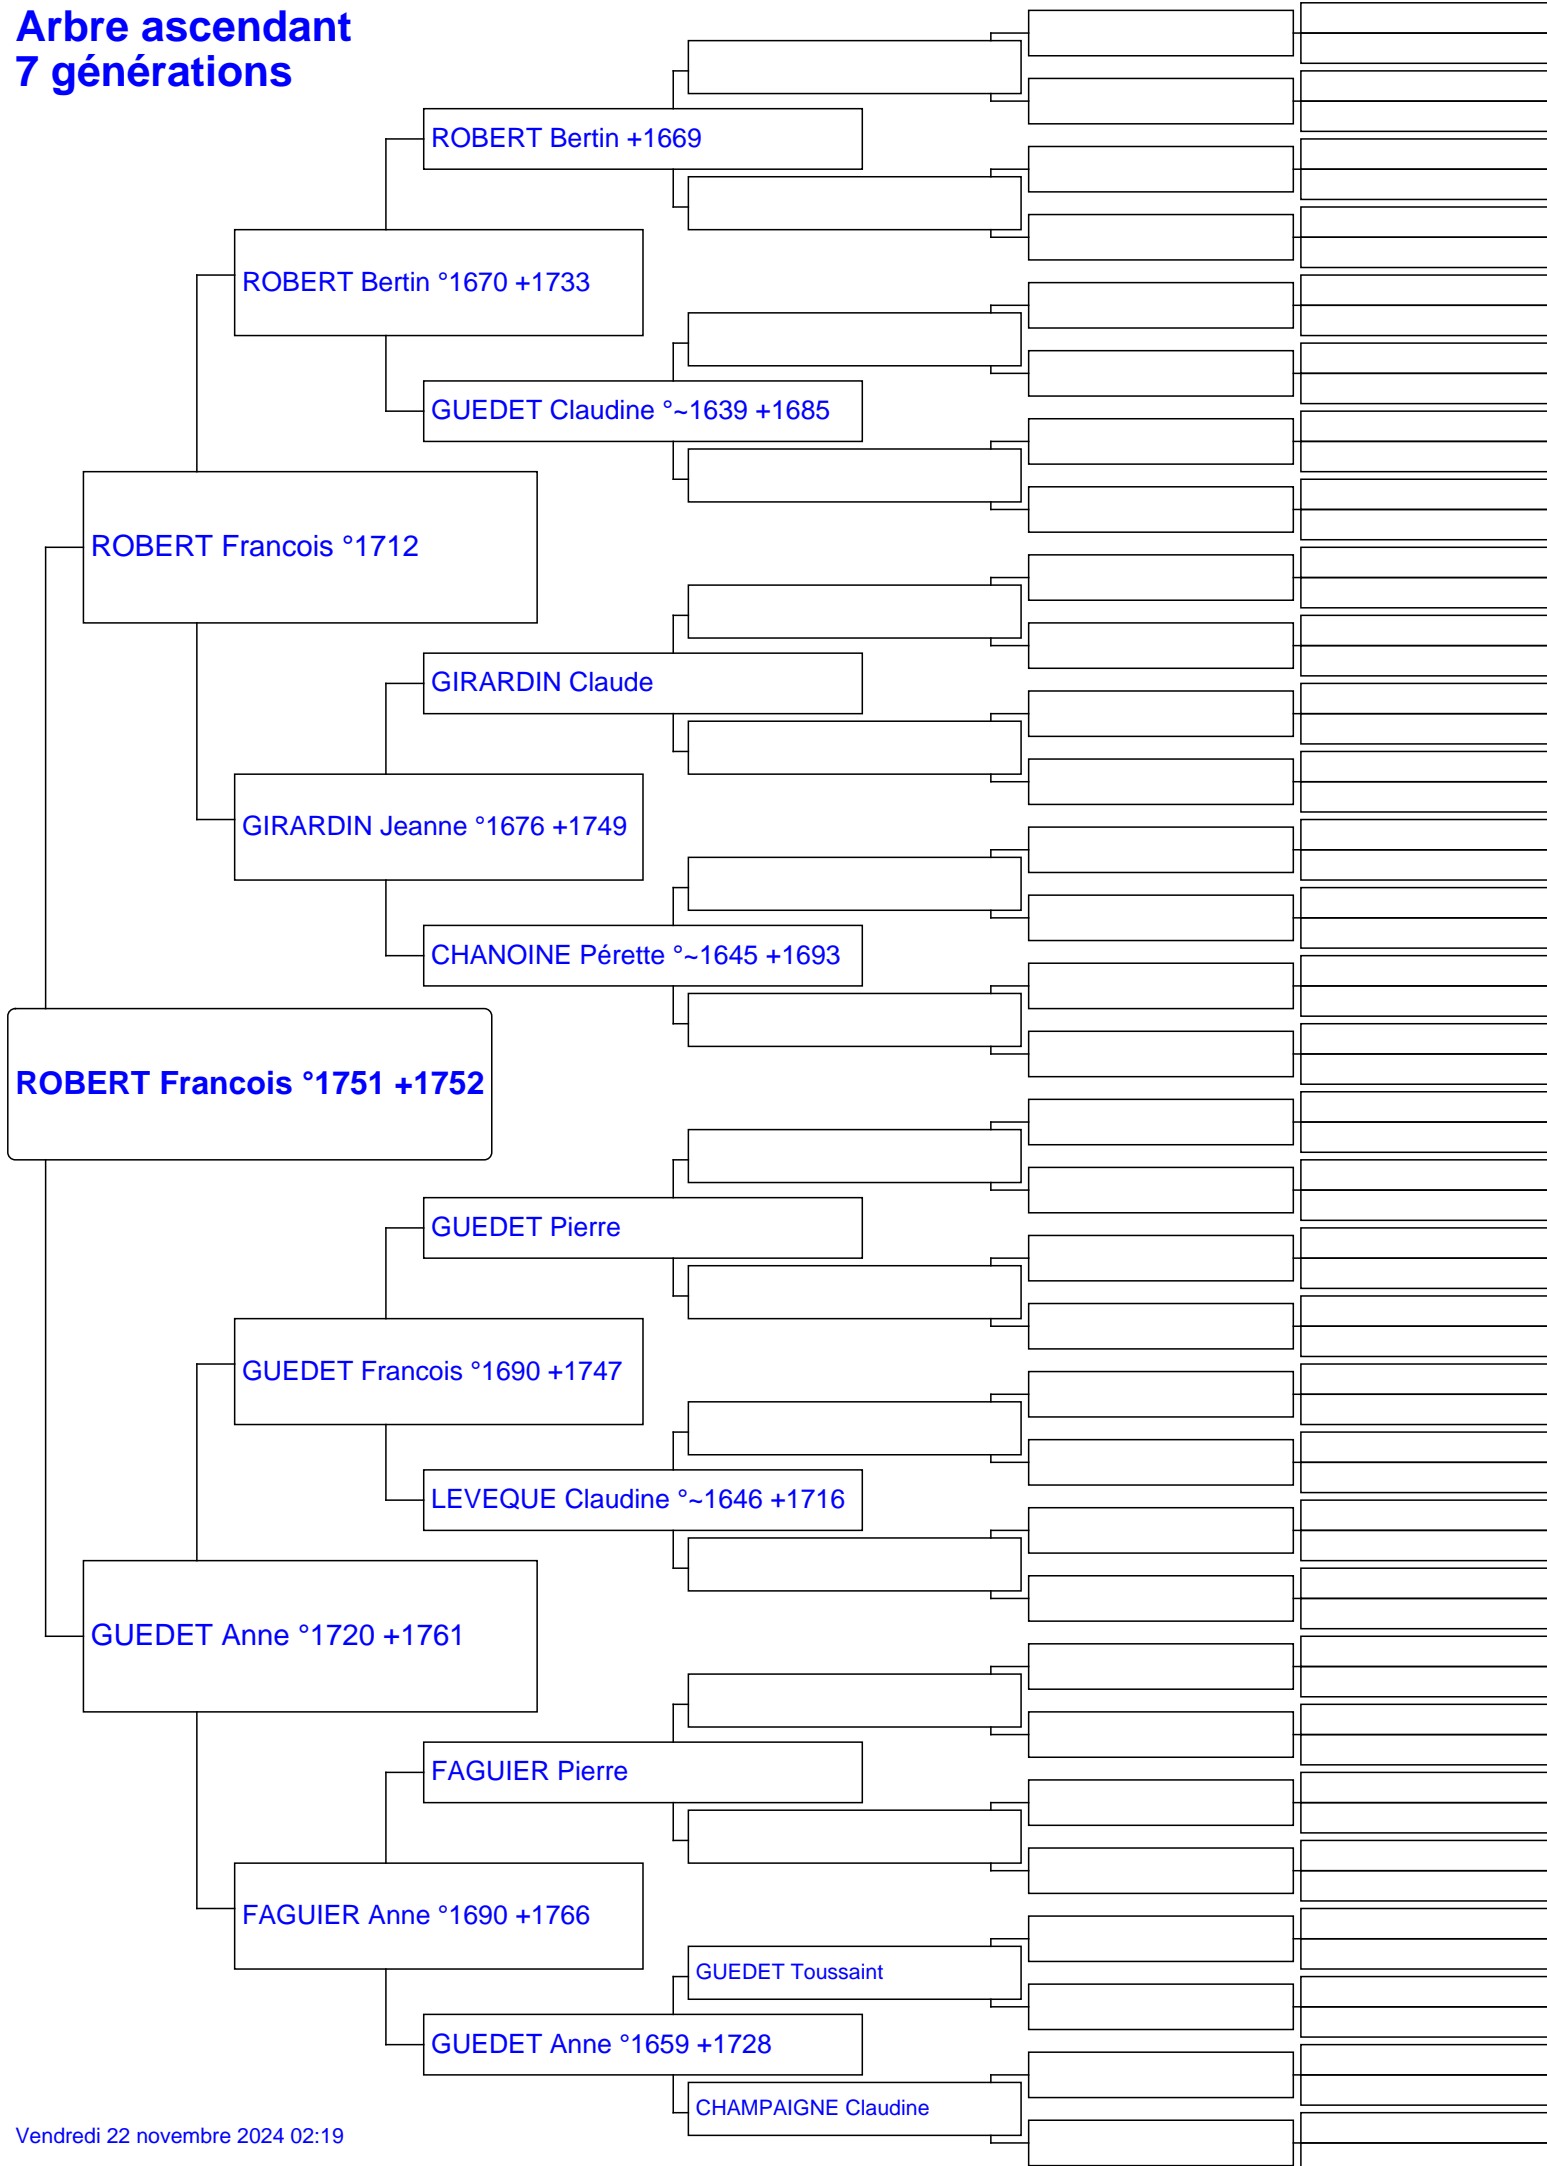 Arbre ascendant
7 générations
ROBERT Bertin +1669
ROBERT Bertin °1670 +1733
GUEDET Claudine °~1639 +1685
ROBERT Francois °1712
GIRARDIN Claude
GIRARDIN Jeanne °1676 +1749
CHANOINE Pérette °~1645 +1693
ROBERT Francois °1751 +1752
GUEDET Pierre
GUEDET Francois °1690 +1747
LEVEQUE Claudine °~1646 +1716
GUEDET Anne °1720 +1761
FAGUIER Pierre
FAGUIER Anne °1690 +1766
GUEDET Toussaint
GUEDET Anne °1659 +1728
CHAMPAIGNE Claudine
Vendredi 22 novembre 2024 02:19